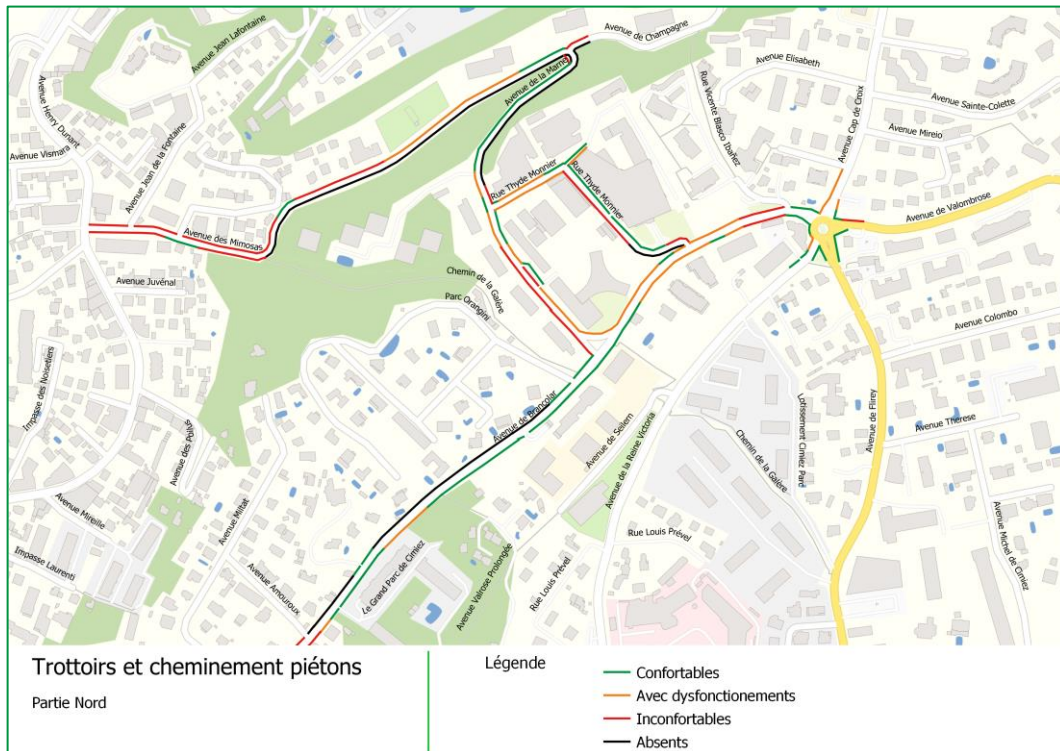 Avenue Jean Lafontaine
Avenue de Champagne
Avenue de la Marne
Avenue Elisabeth
Rue Vicente Blasco Ibañez
Avenue Cap de Croix
Avenue Sainte-Colette
Avenue Mireio
Avenue Henry Dunant
Avenue Vismara
Avenue Jean de la Fontaine
Rue Thyde Monnier
Rue Thyde Monnier
Avenue de Valombrose
Avenue des Mimosas
Avenue Juvénal
Chemin de la Galère
Parc Orangini
Avenue Colombo
Impasse des Noisetiers
Avenue de Brancolar
Avenue de Seilern
Avenue de la Reine Victoria
Lotissement Cimiez Parc
Avenue de Flirey
Avenue Therese
Avenue des Pollus
Chemin de la Galère
Avenue Mireille
Avenue Miltat
Rue Louis Prével
Avenue Michel de Cimiez
Impasse Laurenti
Avenue Amouroux
Le Grand Parc de Cimiez
Avenue Valrose Prolongée
Rue Louis Prével
Trottoirs et cheminement piétons
Partie Nord
Légende
Confortables
Avec dysfonctionements
Inconfortables
Absents